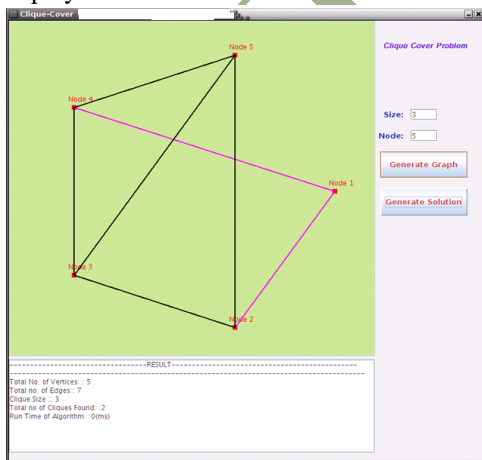 Clique-Cover
Clique Cover Problem
Node 5
Node 4
Size: 3
Node: 5
Generate Graph
Node 1
Generate Solution
Node 3
Node 2
RESULT
Total No. of Vertices: : 5
Total no. of Edges:: 7
Clique Size :: 3
Total no of Cliques Found: :2
Run Time of Algorithm: :0(ms)